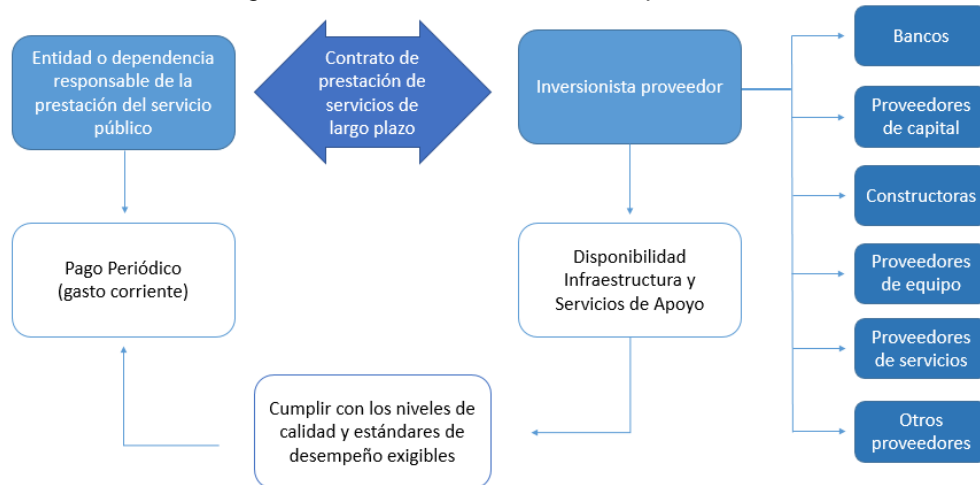 Entidad o dependencia
responsable de la
prestación del servicio
público
Contrato de
prestación de
servicios de
largo plazo
Inversionista proveedor
Bancos
Proveedores
de capital
Constructoras
Proveedores
de equipo
Proveedores
de servicios
Otros
proveedores
Pago Periódico
(gasto corriente)
Disponibilidad
Infraestructura y
Servicios de Apoyo
Cumplir con los niveles de
calidad y estándares de
desempeño exigibles